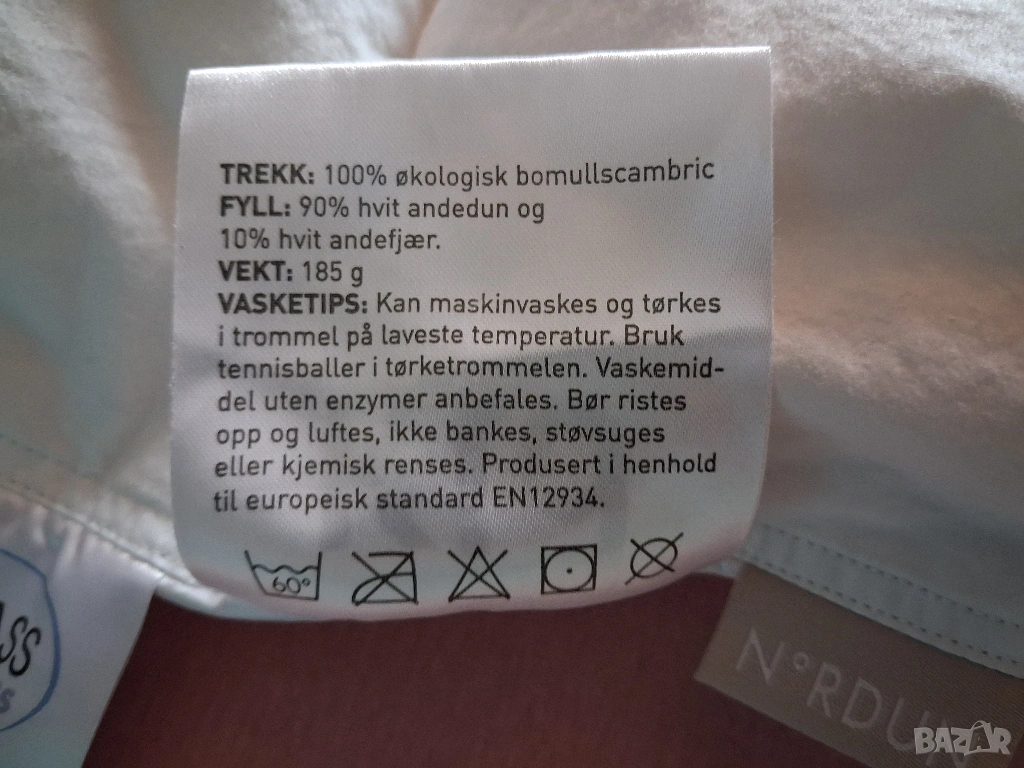 TREKK: 100% økologisk bomullscambric
FYLL: 90% hvit andedun og
10% hvit andefjær.
VEKT: 185 g
VASKETIPS: Kan maskinvaskes og tørkes
i trommel på laveste temperatur. Bruk
tennisballer i tørketrommelen. Vaskemid-
del uten enzymer anbefales. Bør ristes
opp og luftes, ikke bankes, støvsuges
eller kjemisk renses. Produsert i henhold
til europeisk standard EN12934.
60°
N°RDUN
BAZAR